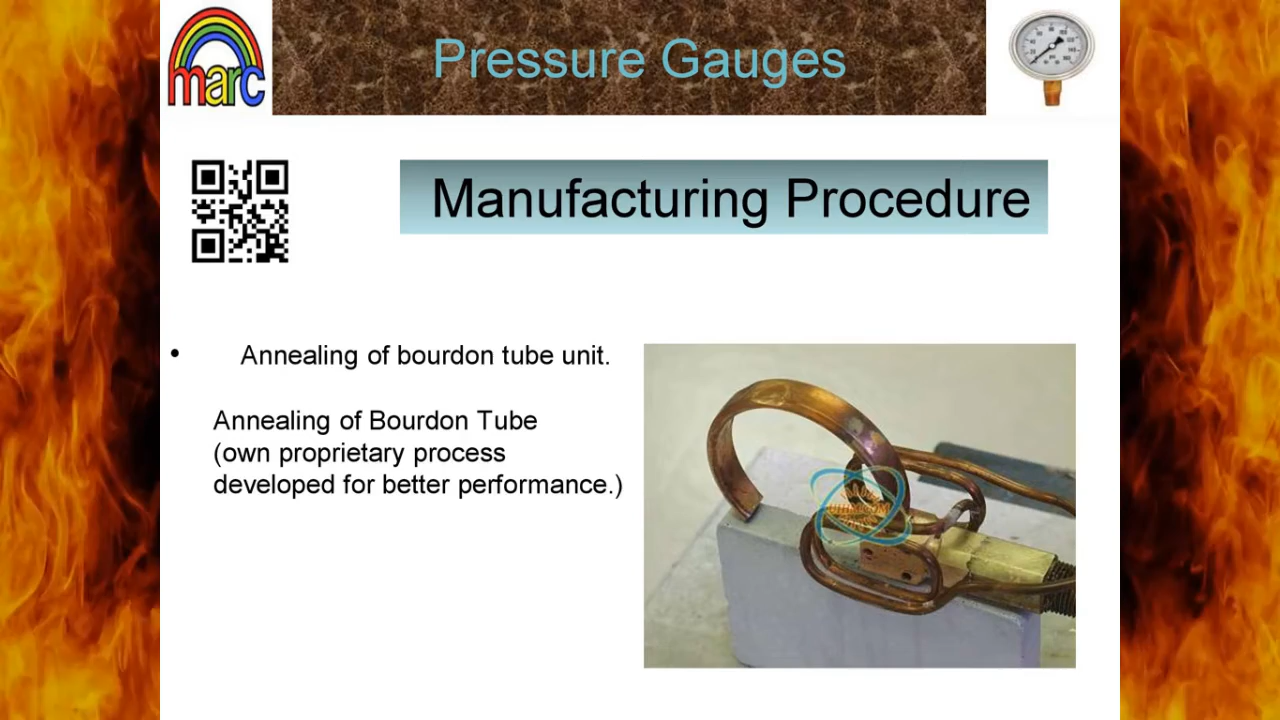 marc
Pressure Gauges
Manufacturing Procedure
• Annealing of bourdon tube unit.
Annealing of Bourdon Tube
(own proprietary process
developed for better performance.)